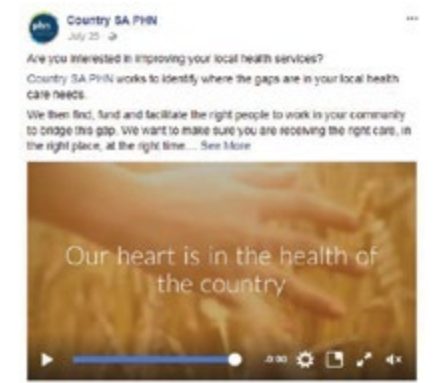 phn
Country SA PHN
July 25
Are you interested in improving your local health services?
Country SA PHN works to identify where the gaps are in your local health
care needs.
We then find, fund and facilitate the right people to work in your community
to bridge this gap. We want to make sure you are receiving the right care, in
the right place, at the right time.... See More
Our heart is in the health of
the country
0:00